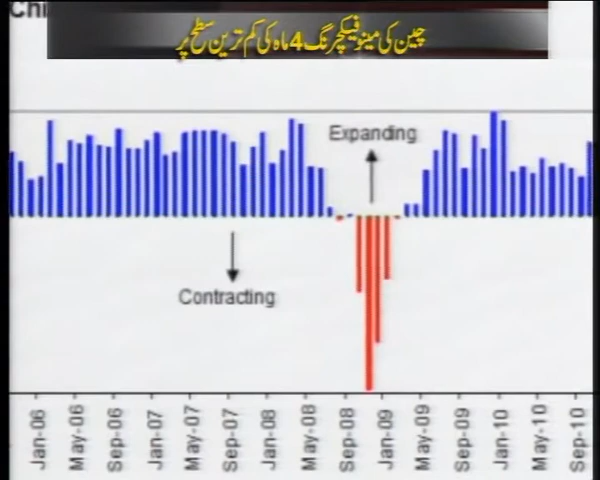 Chi
چین کی مینوفیکچرنگ 4 ماہ کی کم ترین سطح پر
Expanding
Contracting
Jan-06
May-06
Sep-06
Jan-07
May-07
Sep-07
Jan-08
May-08
Sep-08
Jan-09
May-09
Sep-09
Jan-10
May-10
Sep-10